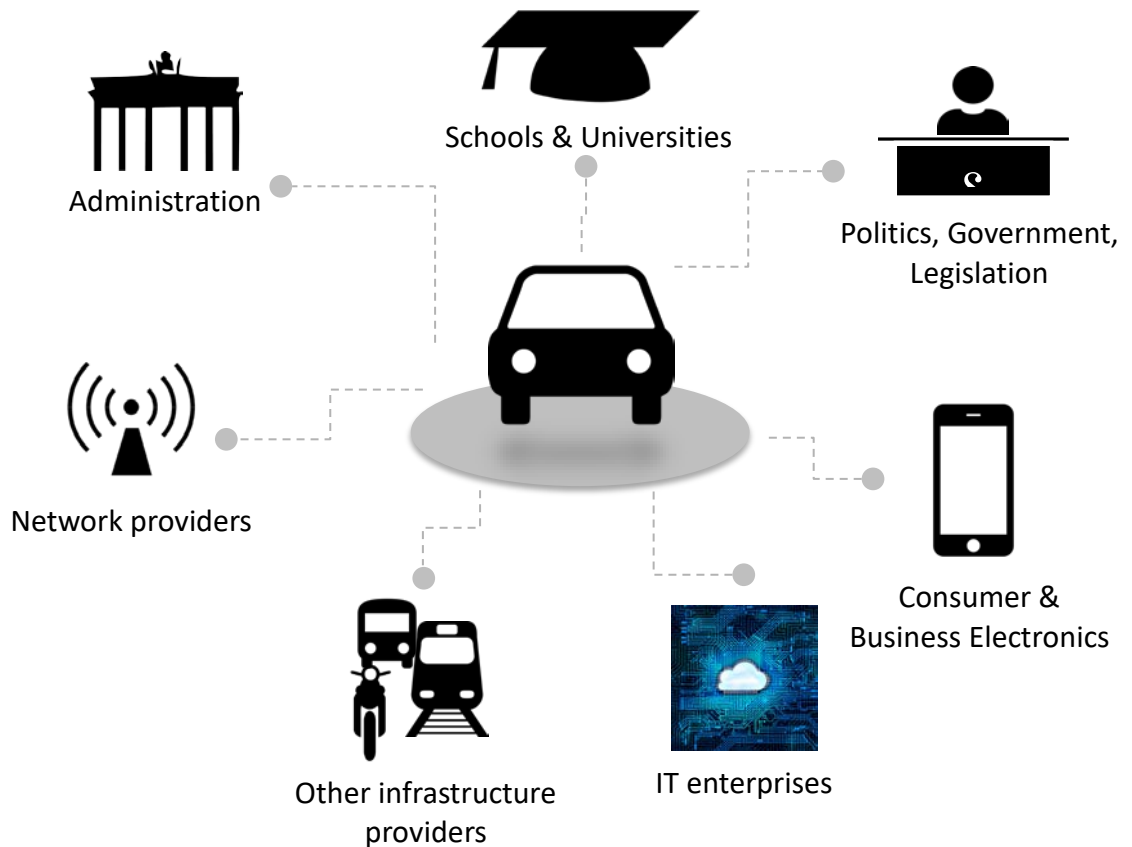 Schools & Universities
Administration
Politics, Government,
Legislation
Network providers
Consumer &
Business Electronics
Other infrastructure
providers
IT enterprises